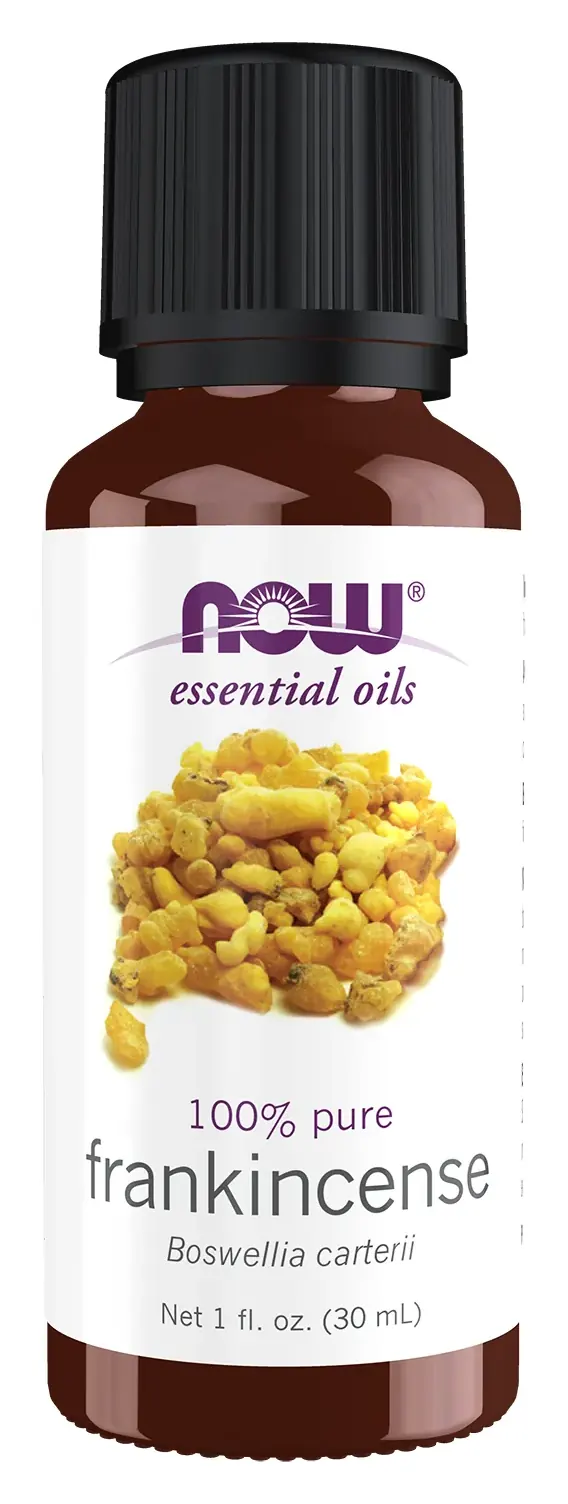 NOW®
essential oils
100% pure
frankincense
Boswellia carterii
Net 1 fl. oz. (30 mL)